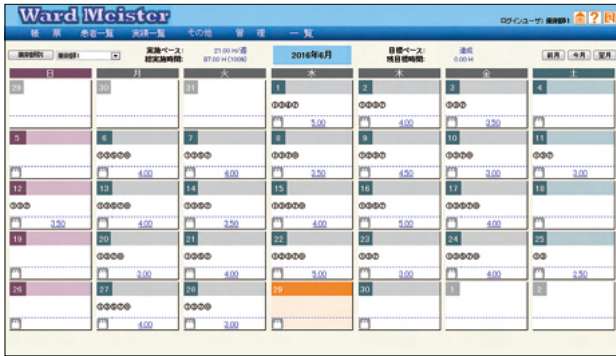 Ward Meister
ログインユーザ: 薬剤師1
帳 票 患者一覧 実績一覧 その他 管 理 一 覧
薬剤師1
実施ペース: 21.00 H/週
総実施時間: 87.00 H (100%)
2016年6月
目標ペース: 達成
残目標時間: 0.00 H
前月 今月 翌月
日 月 火 水 木 金 土
29 30 31 1 2 3 4
5.00 4.00 3.50
5 6 7 8 9 10 11
4.00 4.00 3.50 4.50 3.00 3.00
12 13 14 15 16 17 18
3.50 4.00 3.50 4.00 5.00 4.00
19 20 21 22 23 24 25
3.00 4.00 5.00 3.00 4.00 2.50
26 27 28 29 30 1 2
4.00 3.00